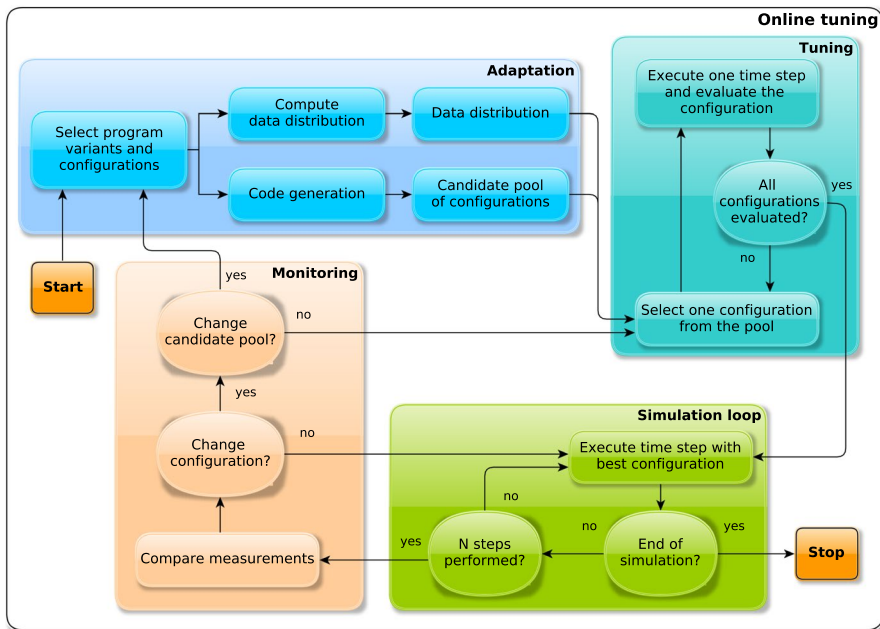 Online tuning
Tuning
Execute one time step
and evaluate the
configuration
All
configurations
evaluated?
yes
no
Select one configuration
from the pool
Adaptation
Select program
variants and
configurations
Compute
data distribution
Data distribution
Code generation
Candidate pool
of configurations
Start
Monitoring
yes
Change
candidate pool?
no
yes
Change
configuration?
no
Compare measurements
Simulation loop
Execute time step with
best configuration
no
yes
N steps
performed?
no
End of
simulation?
yes
Stop